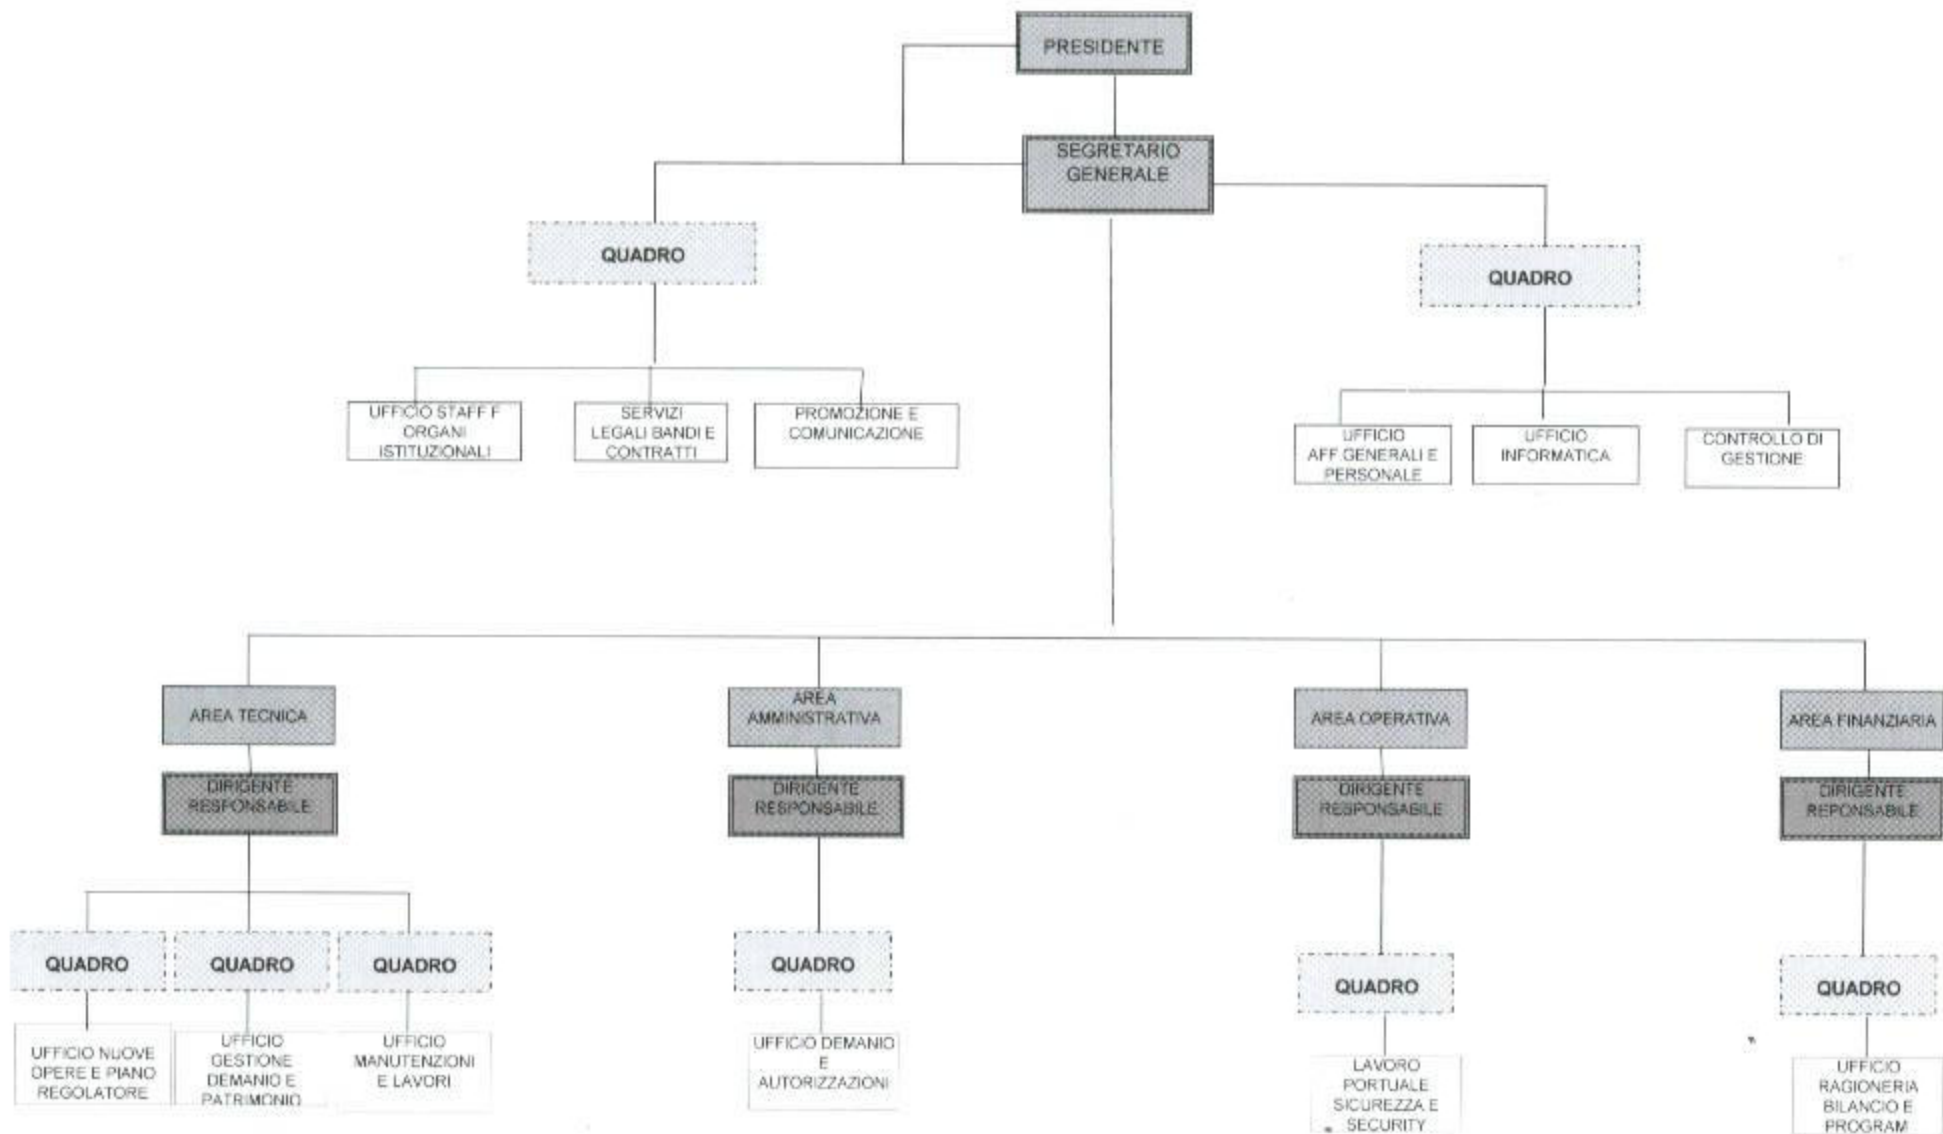 PRESIDENTE
SEGRETARIO
GENERALE
QUADRO
QUADRO
UFFICIO STAFF F
ORGANI
ISTITUZIONALI
SERVIZI
LEGALI BANDI E
CONTRATTI
PROMOZIONE E
COMUNICAZIONE
UFFICIO
AFF.GENERALI E
PERSONALE
UFFICIO
INFORMATICA
CONTROLLO DI
GESTIONE
AREA TECNICA
AREA
AMMINISTRATIVA
AREA OPERATIVA
AREA FINANZIARIA
DIRIGENTE
RESPONSABILE
DIRIGENTE
RESPONSABILE
DIRIGENTE
RESPONSABILE
DIRIGENTE
REPONSABILE
QUADRO
QUADRO
QUADRO
QUADRO
QUADRO
QUADRO
UFFICIO NUOVE
OPERE E PIANO
REGOLATORE
UFFICIO
GESTIONE
DEMANIO E
PATRIMONIO
UFFICIO
MANUTENZIONI
E LAVORI
UFFICIO DEMANIO
E
AUTORIZZAZIONI
LAVORO
PORTUALE
SICUREZZA E
SECURITY
UFFICIO
RAGIONERIA
BILANCIO E
PROGRAM